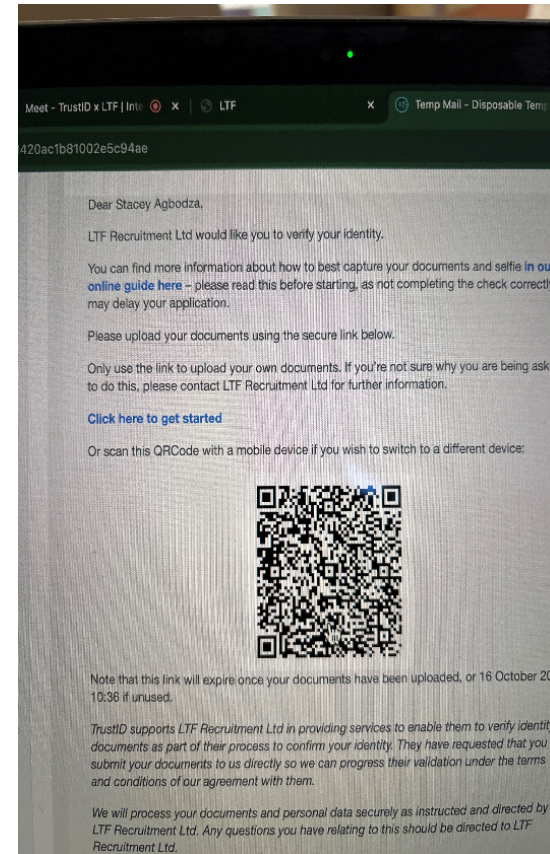 Meet - TrustID x LTF | Inte
LTF
Temp Mail - Disposable Temp
420ac1b81002e5c94ae
Dear Stacey Agbodza,
LTF Recruitment Ltd would like you to verify your identity.
You can find more information about how to best capture your documents and selfie in ou
online guide here – please read this before starting, as not completing the check correctly
may delay your application.
Please upload your documents using the secure link below.
Only use the link to upload your own documents. If you're not sure why you are being ask
to do this, please contact LTF Recruitment Ltd for further information.
Click here to get started
Or scan this QRCode with a mobile device if you wish to switch to a different device:
Note that this link will expire once your documents have been uploaded, or 16 October 20
10:36 if unused.
TrustID supports LTF Recruitment Ltd in providing services to enable them to verify identit
documents as part of their process to confirm your identity. They have requested that you
submit your documents to us directly so we can progress their validation under the terms
and conditions of our agreement with them.
We will process your documents and personal data securely as instructed and directed by
LTF Recruitment Ltd. Any questions you have relating to this should be directed to LTF
Recruitment Ltd.